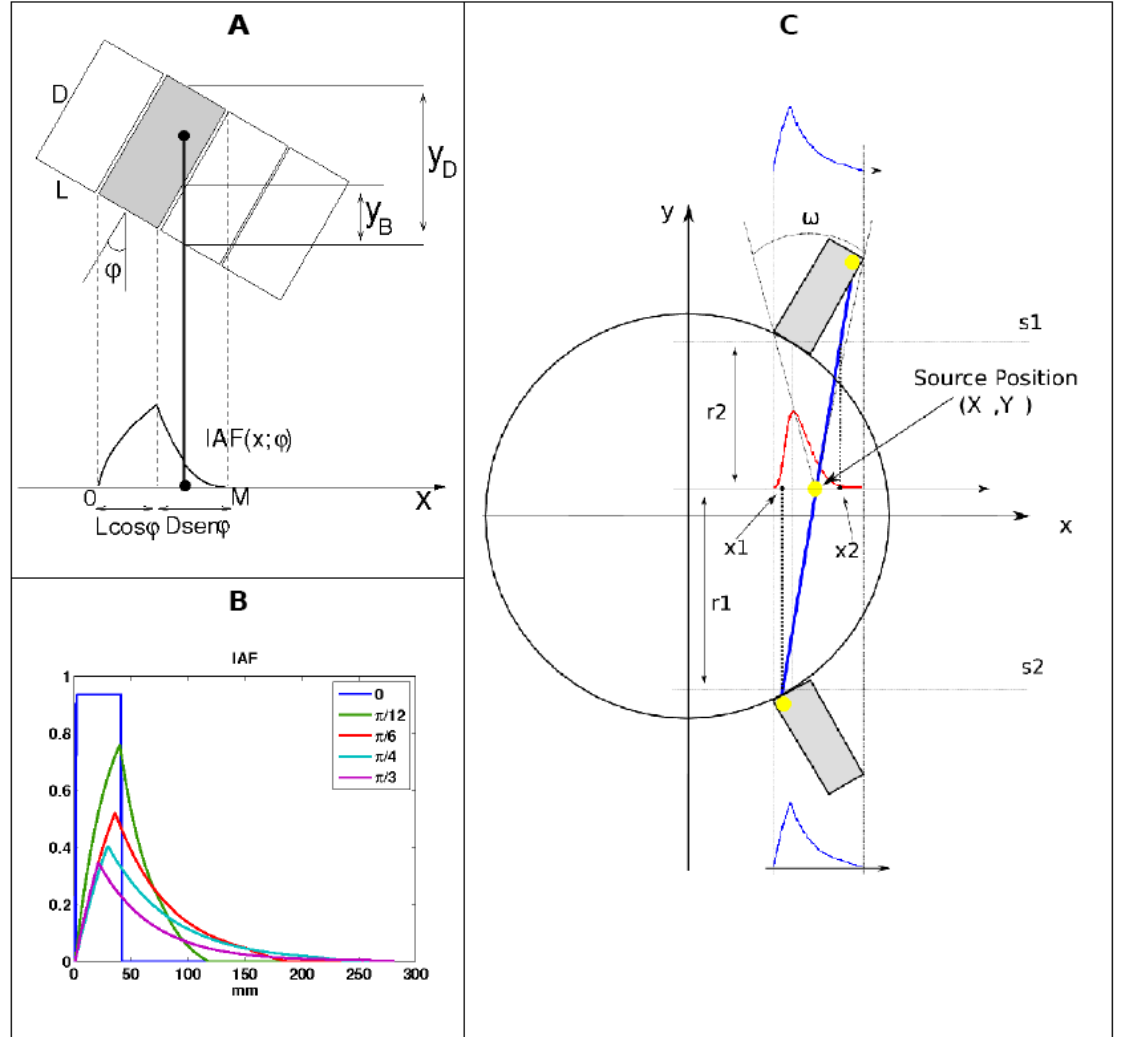 A
D
L
y_D
y_B
φ
IAF(x;φ)
0
M
X
Lcosφ
Dsenφ
B
IAF
1
0.8
0.6
0.4
0.2
0
0
π/12
π/6
π/4
π/3
0 50 100 150 200 250 300
mm
C
y
ω
s1
r2
Source Position
(X ,Y )
x1
x2
x
r1
s2